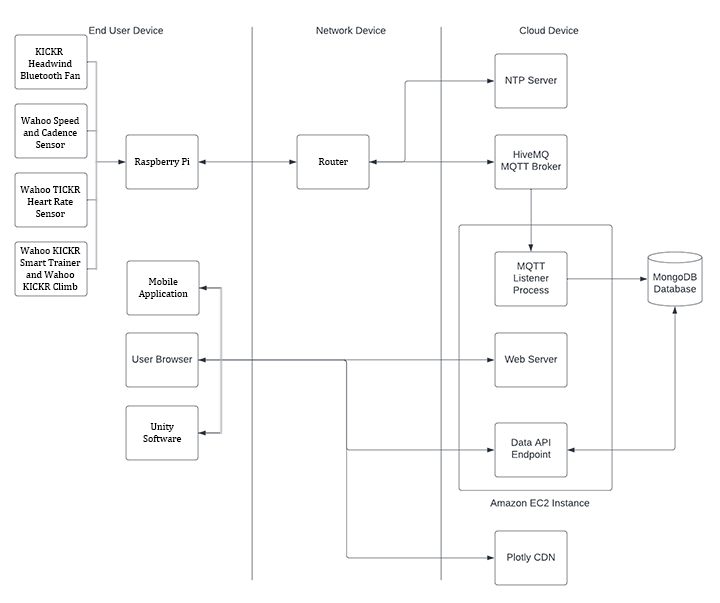 End User Device
Network Device
Cloud Device
KICKR
Headwind
Bluetooth Fan
NTP Server
Wahoo Speed
and Cadence
Sensor
Raspberry Pi
Router
HiveMQ
MQTT Broker
Wahoo TICKR
Heart Rate
Sensor
Wahoo KICKR
Smart Trainer
and Wahoo
KICKR Climb
Mobile
Application
MQTT
Listener
Process
MongoDB
Database
User Browser
Web Server
Unity
Software
Data API
Endpoint
Amazon EC2 Instance
Plotly CDN